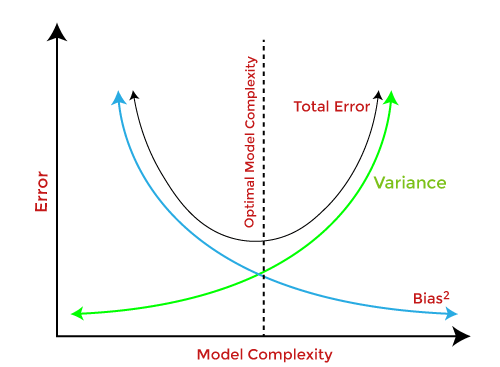 Optimal Model Complexity
Total Error
Error
Variance
Bias²
Model Complexity